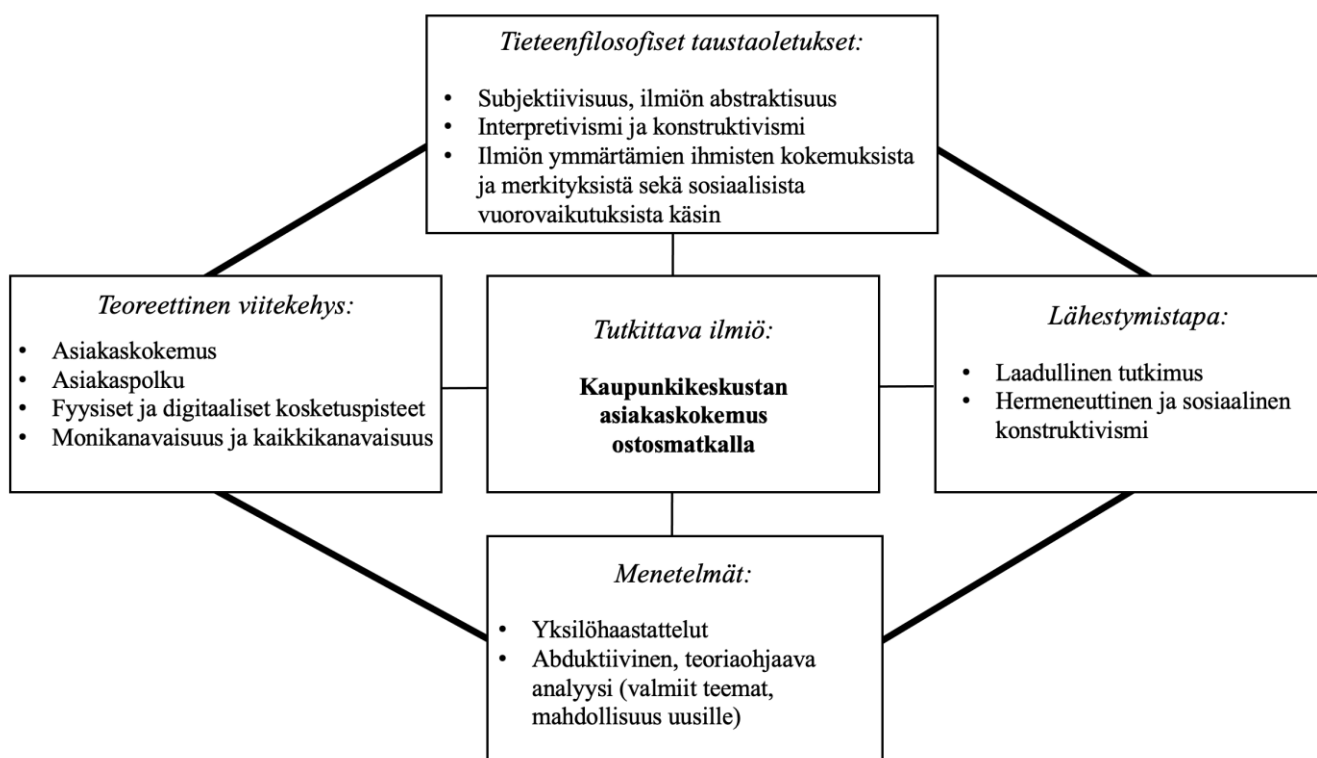 Tieteenfilosofiset taustaoletukset:
• Subjektiivisuus, ilmiön abstraktisuus
• Interpretivismi ja konstruktivismi
• Ilmiön ymmärtämien ihmisten kokemuksista
ja merkityksistä sekä sosiaalisista
vuorovaikutuksista käsin
Teoreettinen viitekehys:
• Asiakaskokemus
• Asiakaspolku
• Fyysiset ja digitaaliset kosketuspisteet
• Monikanavaisuus ja kaikkikanavaisuus
Tutkittava ilmiö:
Kaupunkikeskustan
asiakaskokemus
ostosmatkalla
Lähestymistapa:
• Laadullinen tutkimus
• Hermeneuttinen ja sosiaalinen
konstruktivismi
Menetelmät:
• Yksilöhaastattelut
• Abduktiivinen, teoriaohjaava
analyysi (valmiit teemat,
mahdollisuus uusille)